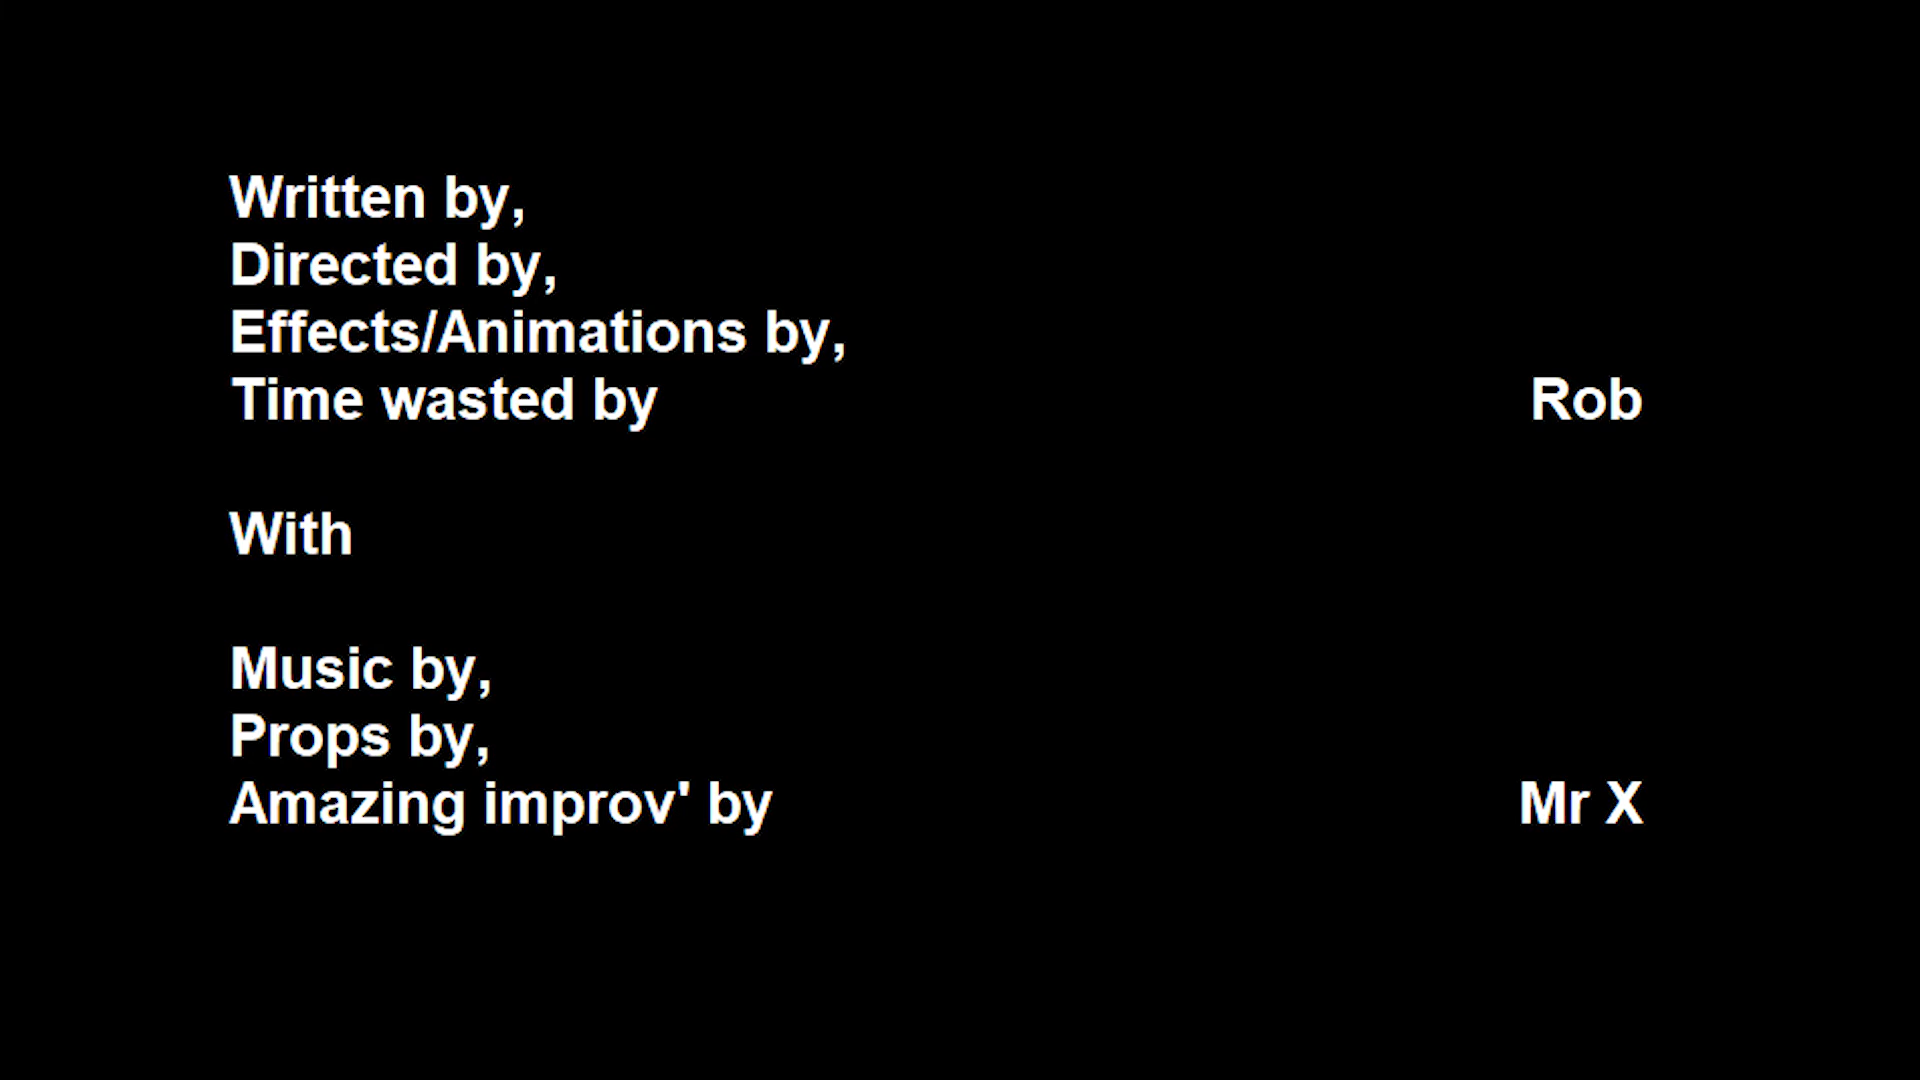 Written by,
Directed by,
Effects/Animations by,
Time wasted by Rob
With
Music by,
Props by,
Amazing improv' by Mr X